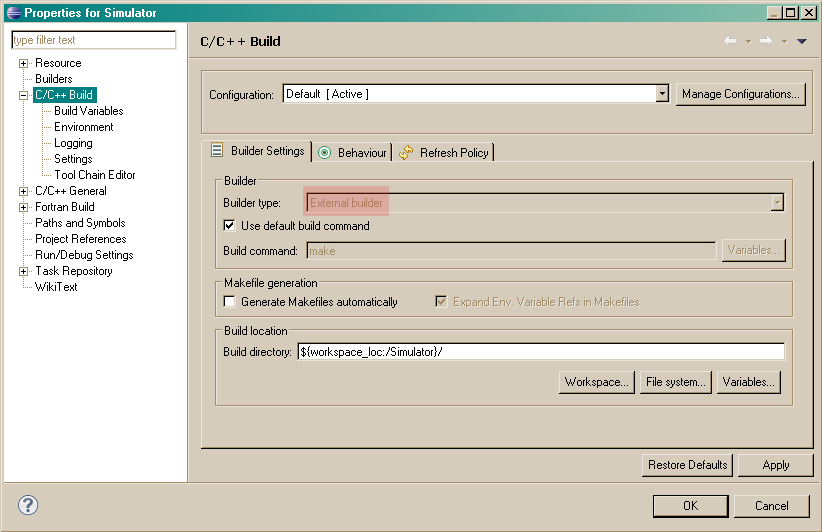 Properties for Simulator
type filter text
Resource
Builders
C/C++ Build
Build Variables
Environment
Logging
Settings
Tool Chain Editor
C/C++ General
Fortran Build
Paths and Symbols
Project References
Run/Debug Settings
Task Repository
WikiText
C/C++ Build
Configuration: Default [ Active ] Manage Configurations...
Builder Settings Behaviour Refresh Policy
Builder
Builder type: External builder
Use default build command
Build command: make Variables...
Makefile generation
Generate Makefiles automatically Expand Env. Variable Refs in Makefiles
Build location
Build directory: ${workspace_loc:/Simulator}/
Workspace... File system... Variables...
Restore Defaults Apply
? OK Cancel